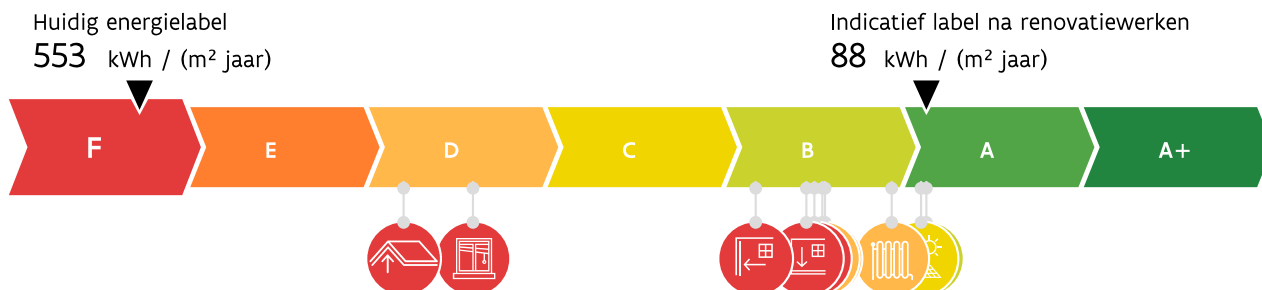 Huidig energielabel
553 kWh / (m² jaar)
Indicatief label na renovatiewerken
88 kWh / (m² jaar)
F E D C B A A+